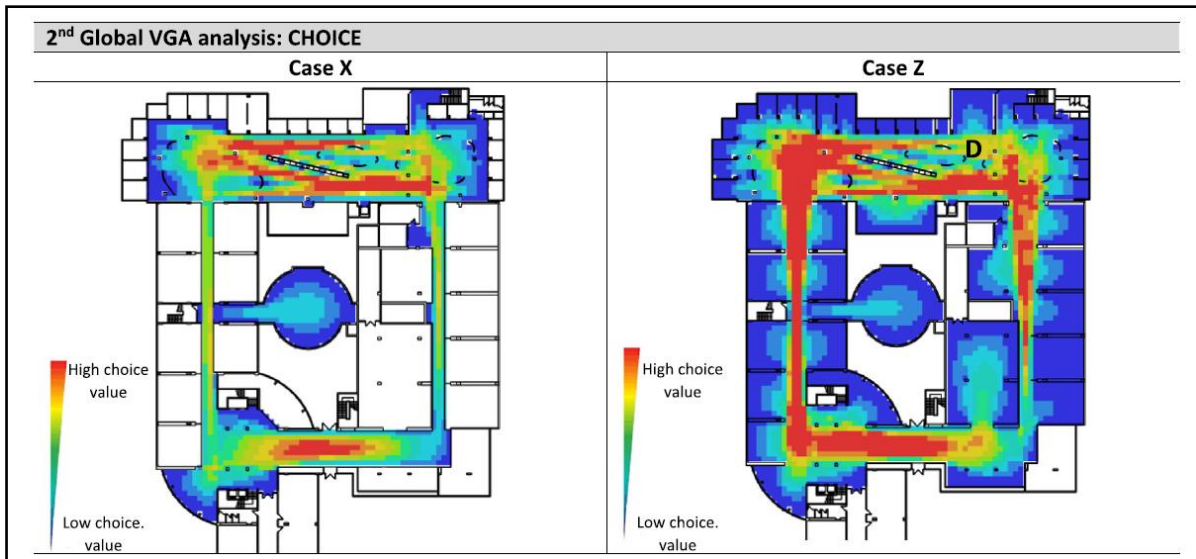 2nd Global VGA analysis: CHOICE
Case X
Case Z
D
High choice
value
Low choice.
value
High choice
value
Low choice.
value